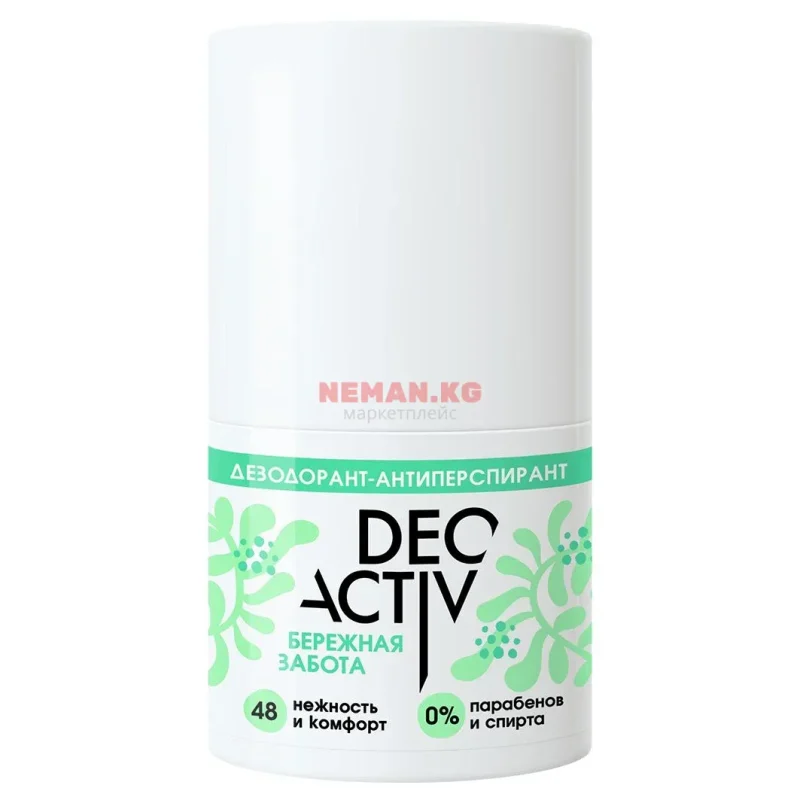 NEMAN.KG
маркетплейс
ДЕЗОДОРАНТ-АНТИПЕРСПИРАНТ
DEO
ACTIV
БЕРЕЖНАЯ
ЗАБОТА
48 нежность
и комфорт
0% парабенов
и спирта